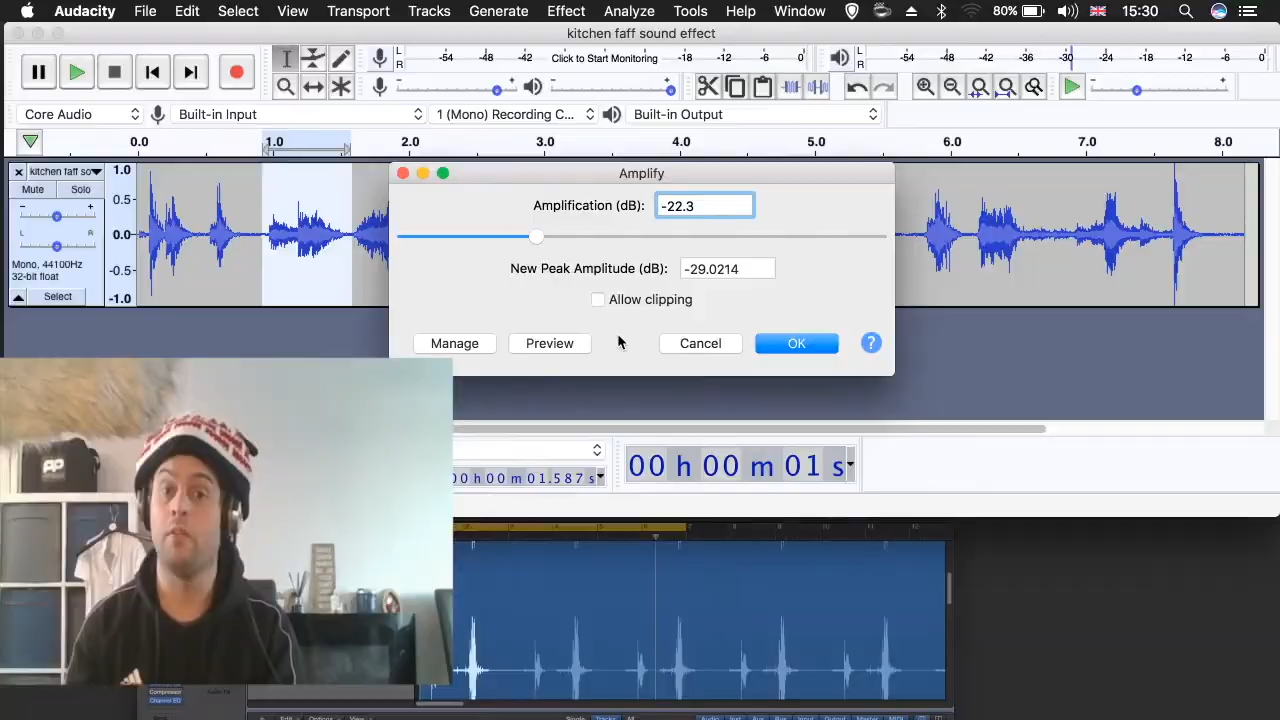 Audacity File Edit Select View Transport Tracks Generate Effect Analyze Tools Help Window 80% 15:30
kitchen faff sound effect
L R -54 -48 Click to Start Monitoring -18 -12 -6 0 L R -54 -48 -42 -36 -30 -24 -18 -12 -6 0
- + - + - +
Core Audio Built-in Input 1 (Mono) Recording C... Built-in Output
0.0 1.0 2.0 3.0 4.0 5.0 6.0 7.0 8.0
kitchen faff so
Mute Solo
- +
L R
Mono, 44100Hz
32-bit float
Select
1.0
0.5
0.0
-0.5
-1.0
Amplify
Amplification (dB): -22.3
New Peak Amplitude (dB): -29.0214
Allow clipping
Manage Preview Cancel OK ?
00 h 00 m 01 s
00 h 00 m 01.587 s
AP
Compressor
Channel EQ